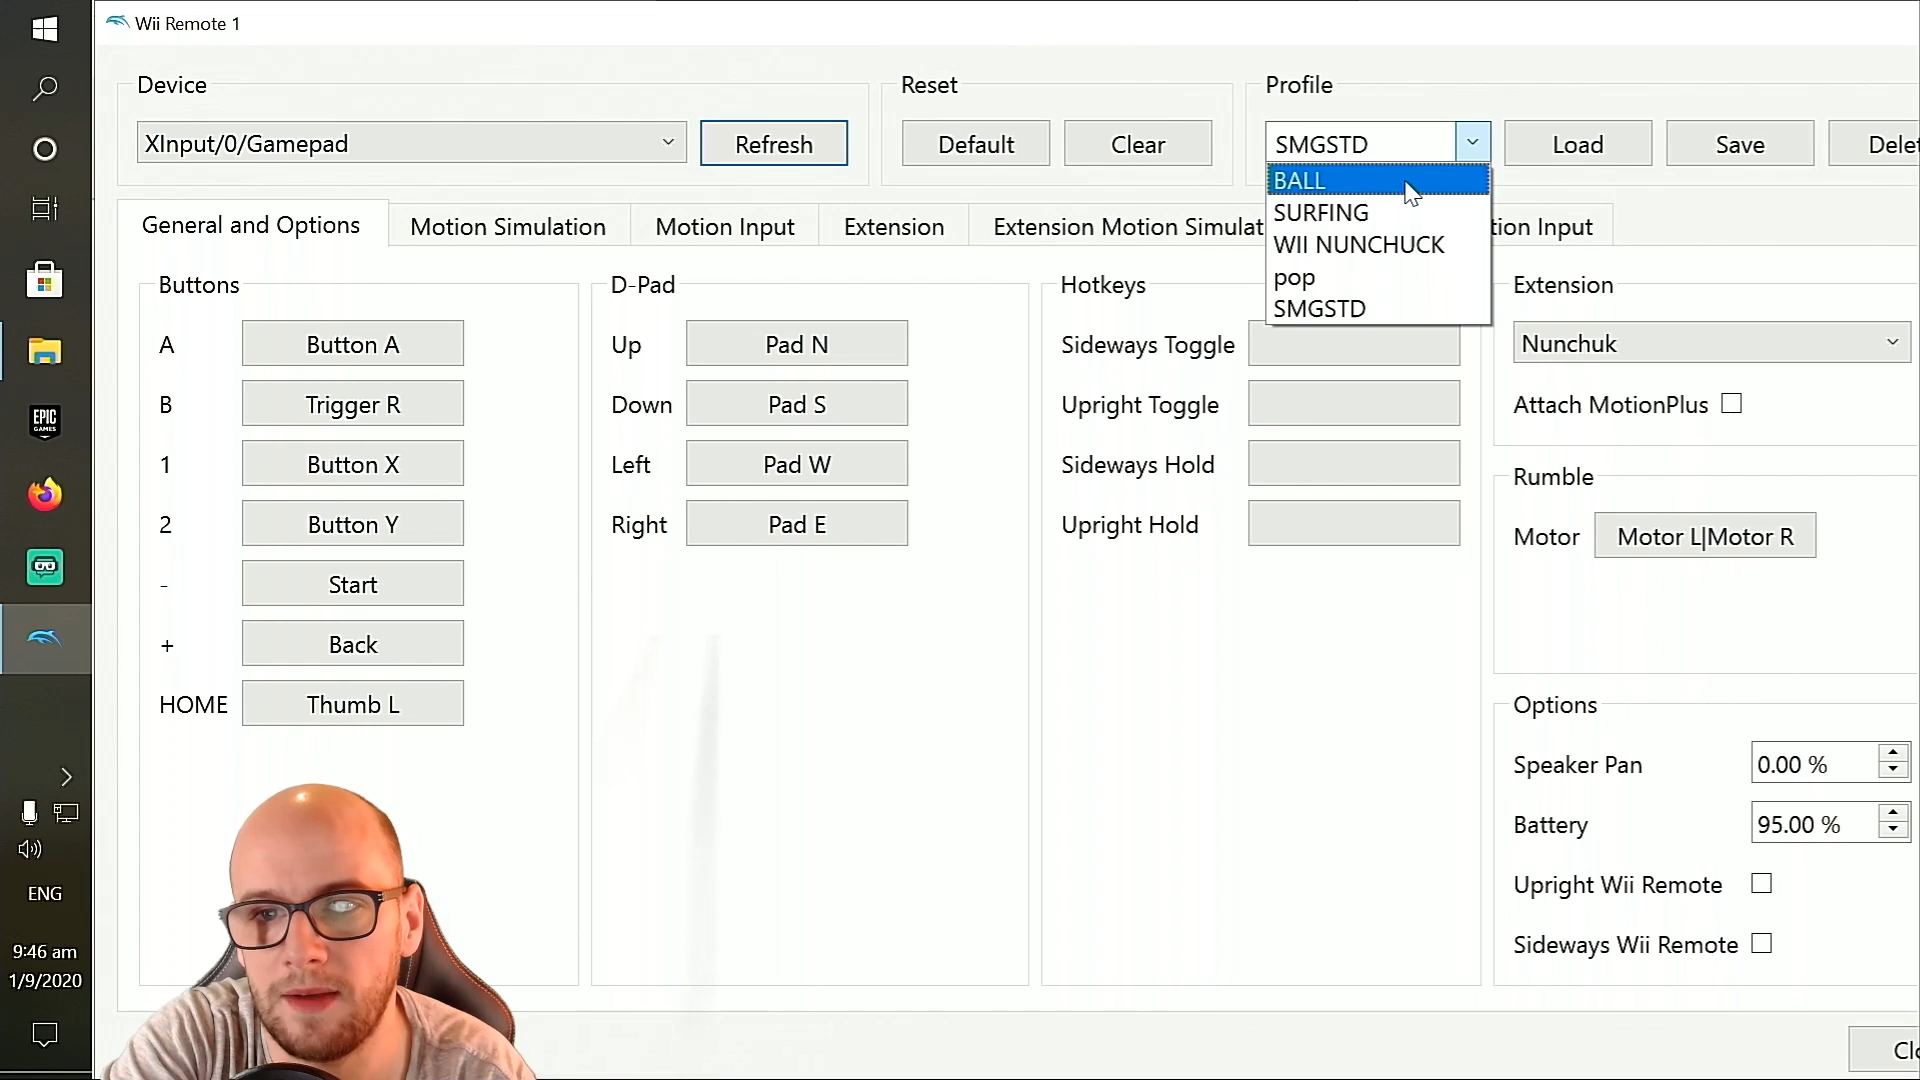 Wii Remote 1
Device
Reset
Profile
XInput/0/Gamepad
Refresh
Default
Clear
SMGSTD
Load
Save
Delet
BALL
SURFING
WII NUNCHUCK
pop
SMGSTD
General and Options
Motion Simulation
Motion Input
Extension
Extension Motion Simulat
tion Input
Buttons
D-Pad
Hotkeys
Extension
A
Button A
Up
Pad N
Sideways Toggle
Nunchuk
B
Trigger R
Down
Pad S
Upright Toggle
Attach MotionPlus
1
Button X
Left
Pad W
Sideways Hold
Rumble
2
Button Y
Right
Pad E
Upright Hold
Motor
Motor L|Motor R
-
Start
+
Back
HOME
Thumb L
Options
Speaker Pan
0.00 %
Battery
95.00 %
Upright Wii Remote
Sideways Wii Remote
Clo
EPIC
GAMES
ENG
9:46 am
1/9/2020